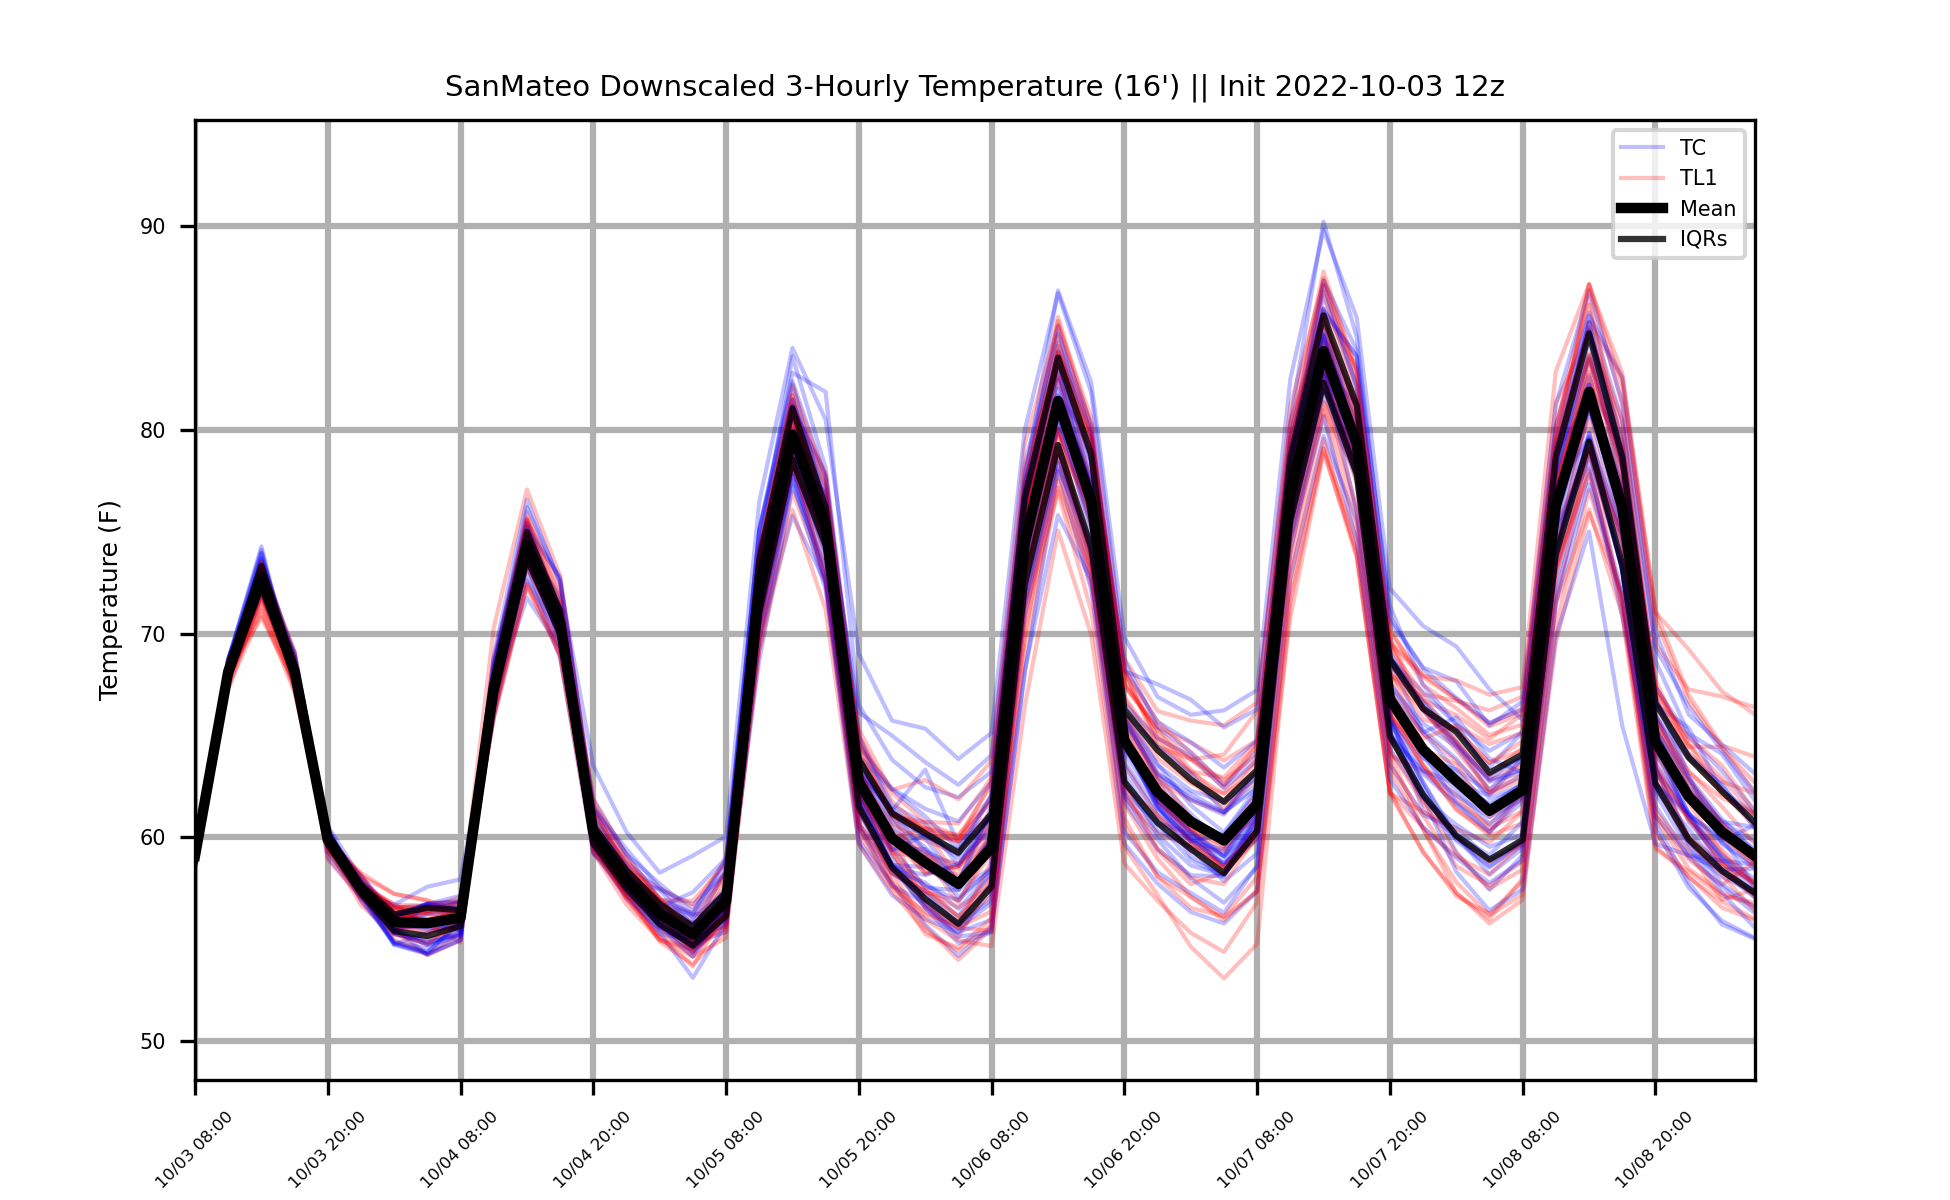 SanMateo Downscaled 3-Hourly Temperature (16') || Init 2022-10-03 12z
TC
TL1
Mean
IQRs
Temperature (F)
90
80
70
60
50
10/03 08:00
10/03 20:00
10/04 08:00
10/04 20:00
10/05 08:00
10/05 20:00
10/06 08:00
10/06 20:00
10/07 08:00
10/07 20:00
10/08 08:00
10/08 20:00